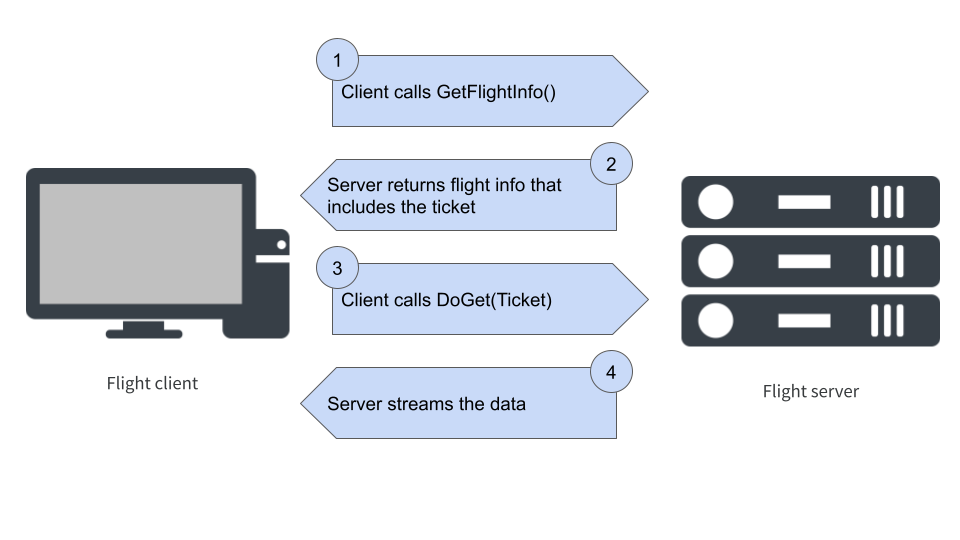 1
Client calls GetFlightInfo()
2
Server returns flight info that
includes the ticket
3
Client calls DoGet(Ticket)
4
Server streams the data
Flight client
Flight server